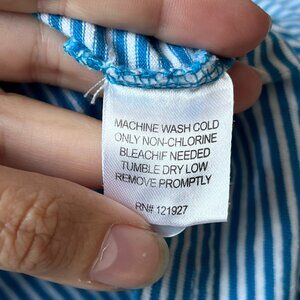 MACHINE WASH COLD
ONLY NON-CHLORINE
BLEACHIF NEEDED
TUMBLE DRY LOW
REMOVE PROMPTLY
RN# 121927